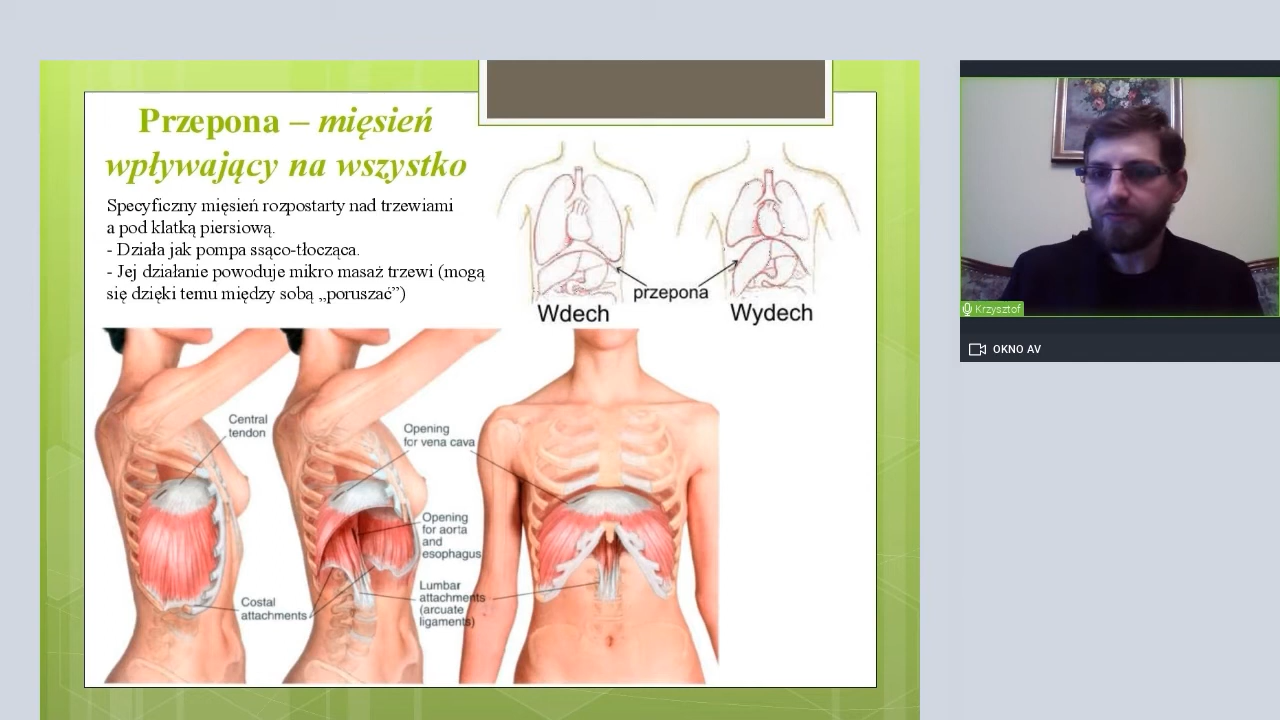 Przepona – mięsień
wpływający na wszystko
Specyficzny mięsień rozpostarty nad trzewiami
a pod klatką piersiową.
- Działa jak pompa ssąco-tłocząca.
- Jej działanie powoduje mikro masaż trzewi (mogą
się dzięki temu między sobą „poruszać”)
przepona
Wdech
Wydech
Central
tendon
Opening
for vena cava
Opening
for aorta
and
esophagus
Lumbar
attachments
(arcuate
ligaments)
Costal
attachments
Krzysztof
OKNO AV